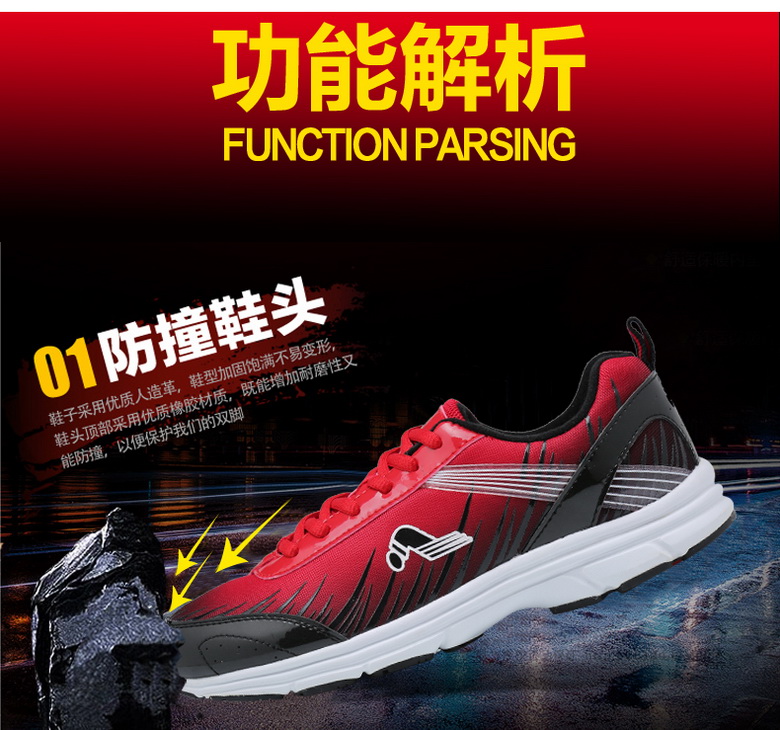 功能解析
FUNCTION PARSING
01防撞鞋头
鞋子采用优质人造革，鞋型加固饱满不易变形，
鞋头顶部采用优质橡胶材质，既能增加耐磨性又
能防撞，以便保护我们的双脚